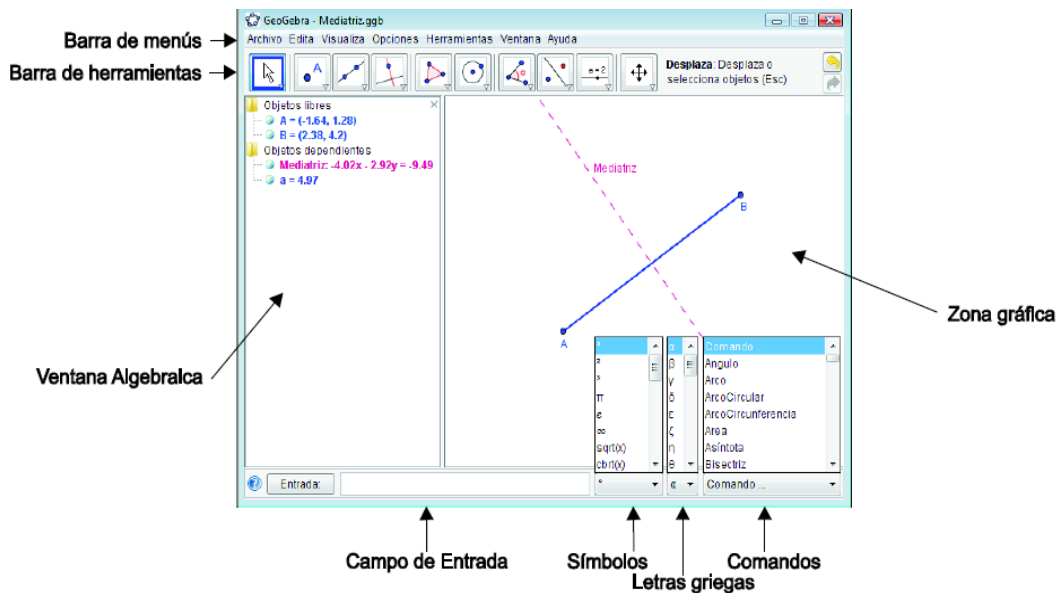 GeoGebra - Mediatriz.ggb
Barra de menús
Archivo Edita Visualiza Opciones Herramientas Ventana Ayuda
Barra de herramientas
A
a=2
Desplaza: Desplaza o
selecciona objetos (Esc)
Objetos libres
A = (-1.64, 1.28)
B = (2.38, 4.2)
Objetos dependientes
Mediatriz: -4.02x - 2.92y = -9.49
a = 4.97
Mediatriz
B
A
Zona gráfica
Ventana Algebraica
° α Comando ...
² β Angulo
³ γ Arco
π δ ArcoCircular
e ε ArcoCircunferencia
∞ ζ Area
sqrt(x) η Asíntota
cbrt(x) θ Bisectriz
Entrada: ° α Comando ...
Campo de Entrada
Símbolos
Comandos
Letras griegas